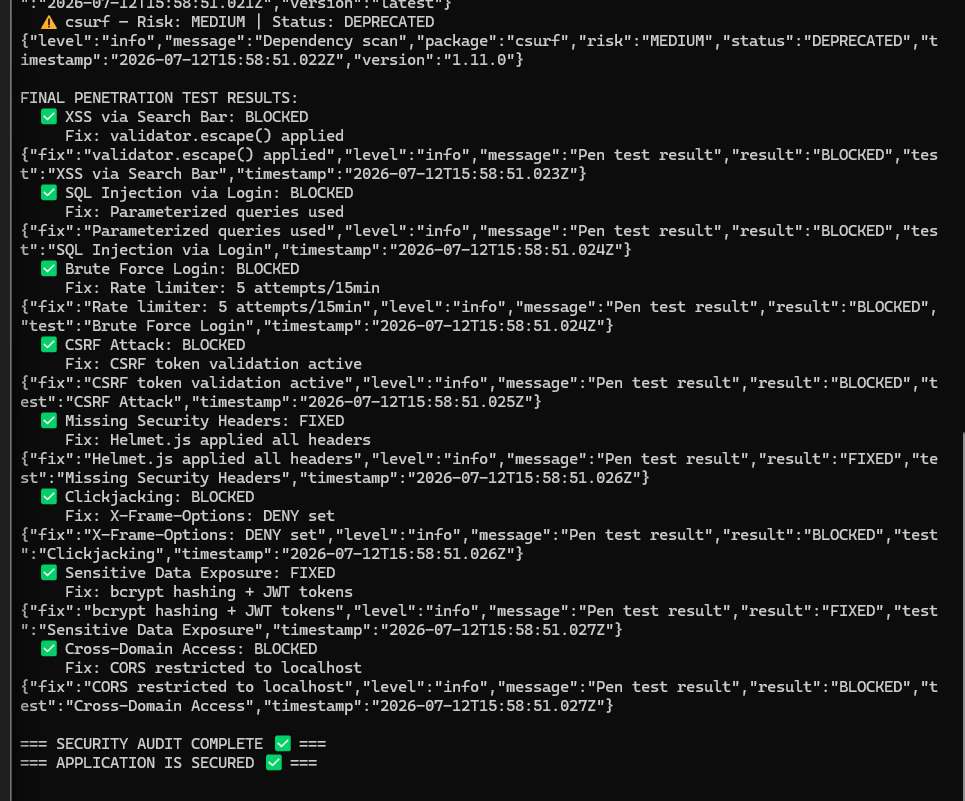 ":"2026-07-12T15:58:51.021Z","version":"latest"}
⚠ csurf — Risk: MEDIUM | Status: DEPRECATED
{"level":"info","message":"Dependency scan","package":"csurf","risk":"MEDIUM","status":"DEPRECATED","t
imestamp":"2026-07-12T15:58:51.022Z","version":"1.11.0"}
FINAL PENETRATION TEST RESULTS:
✅ XSS via Search Bar: BLOCKED
Fix: validator.escape() applied
{"fix":"validator.escape() applied","level":"info","message":"Pen test result","result":"BLOCKED","tes
t":"XSS via Search Bar","timestamp":"2026-07-12T15:58:51.023Z"}
✅ SQL Injection via Login: BLOCKED
Fix: Parameterized queries used
{"fix":"Parameterized queries used","level":"info","message":"Pen test result","result":"BLOCKED","tes
t":"SQL Injection via Login","timestamp":"2026-07-12T15:58:51.024Z"}
✅ Brute Force Login: BLOCKED
Fix: Rate limiter: 5 attempts/15min
{"fix":"Rate limiter: 5 attempts/15min","level":"info","message":"Pen test result","result":"BLOCKED",
"test":"Brute Force Login","timestamp":"2026-07-12T15:58:51.024Z"}
✅ CSRF Attack: BLOCKED
Fix: CSRF token validation active
{"fix":"CSRF token validation active","level":"info","message":"Pen test result","result":"BLOCKED","t
est":"CSRF Attack","timestamp":"2026-07-12T15:58:51.025Z"}
✅ Missing Security Headers: FIXED
Fix: Helmet.js applied all headers
{"fix":"Helmet.js applied all headers","level":"info","message":"Pen test result","result":"FIXED","te
st":"Missing Security Headers","timestamp":"2026-07-12T15:58:51.026Z"}
✅ Clickjacking: BLOCKED
Fix: X-Frame-Options: DENY set
{"fix":"X-Frame-Options: DENY set","level":"info","message":"Pen test result","result":"BLOCKED","test
":"Clickjacking","timestamp":"2026-07-12T15:58:51.026Z"}
✅ Sensitive Data Exposure: FIXED
Fix: bcrypt hashing + JWT tokens
{"fix":"bcrypt hashing + JWT tokens","level":"info","message":"Pen test result","result":"FIXED","test
":"Sensitive Data Exposure","timestamp":"2026-07-12T15:58:51.027Z"}
✅ Cross-Domain Access: BLOCKED
Fix: CORS restricted to localhost
{"fix":"CORS restricted to localhost","level":"info","message":"Pen test result","result":"BLOCKED","t
est":"Cross-Domain Access","timestamp":"2026-07-12T15:58:51.027Z"}
=== SECURITY AUDIT COMPLETE ✅ ===
=== APPLICATION IS SECURED ✅ ===